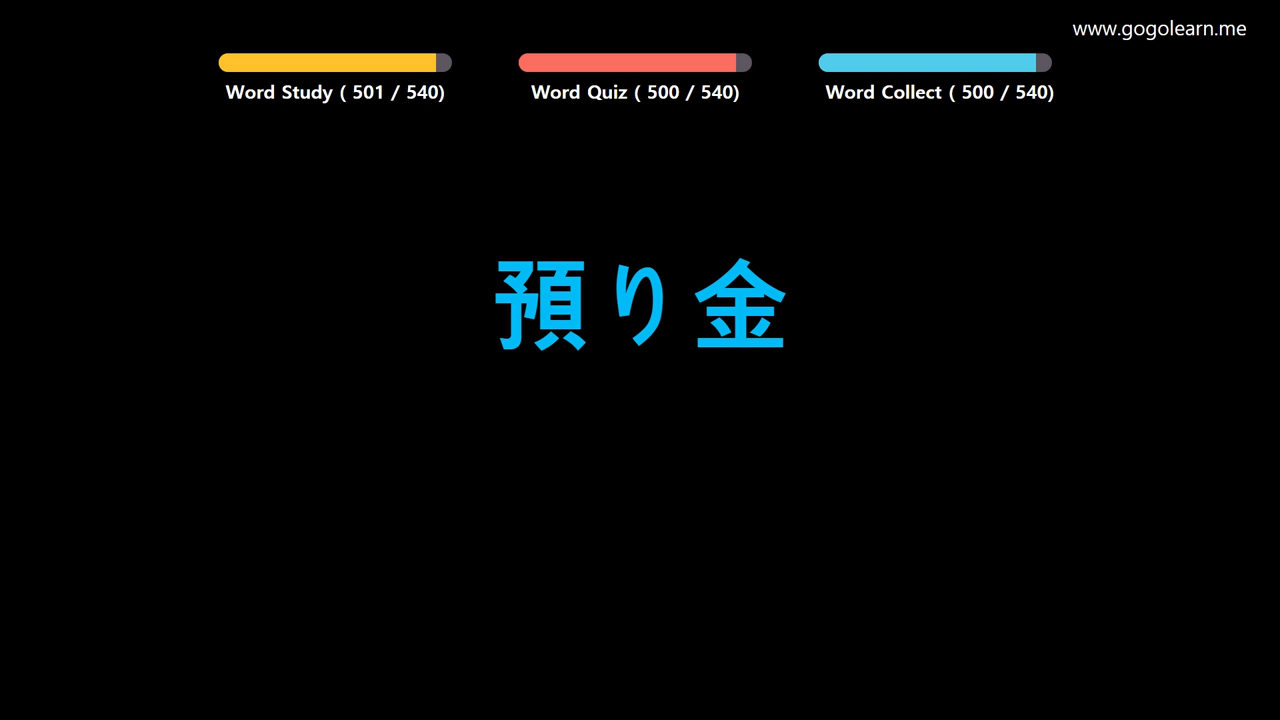 www.gogolearn.me
Word Study ( 501 / 540)
Word Quiz ( 500 / 540)
Word Collect ( 500 / 540)
預り金